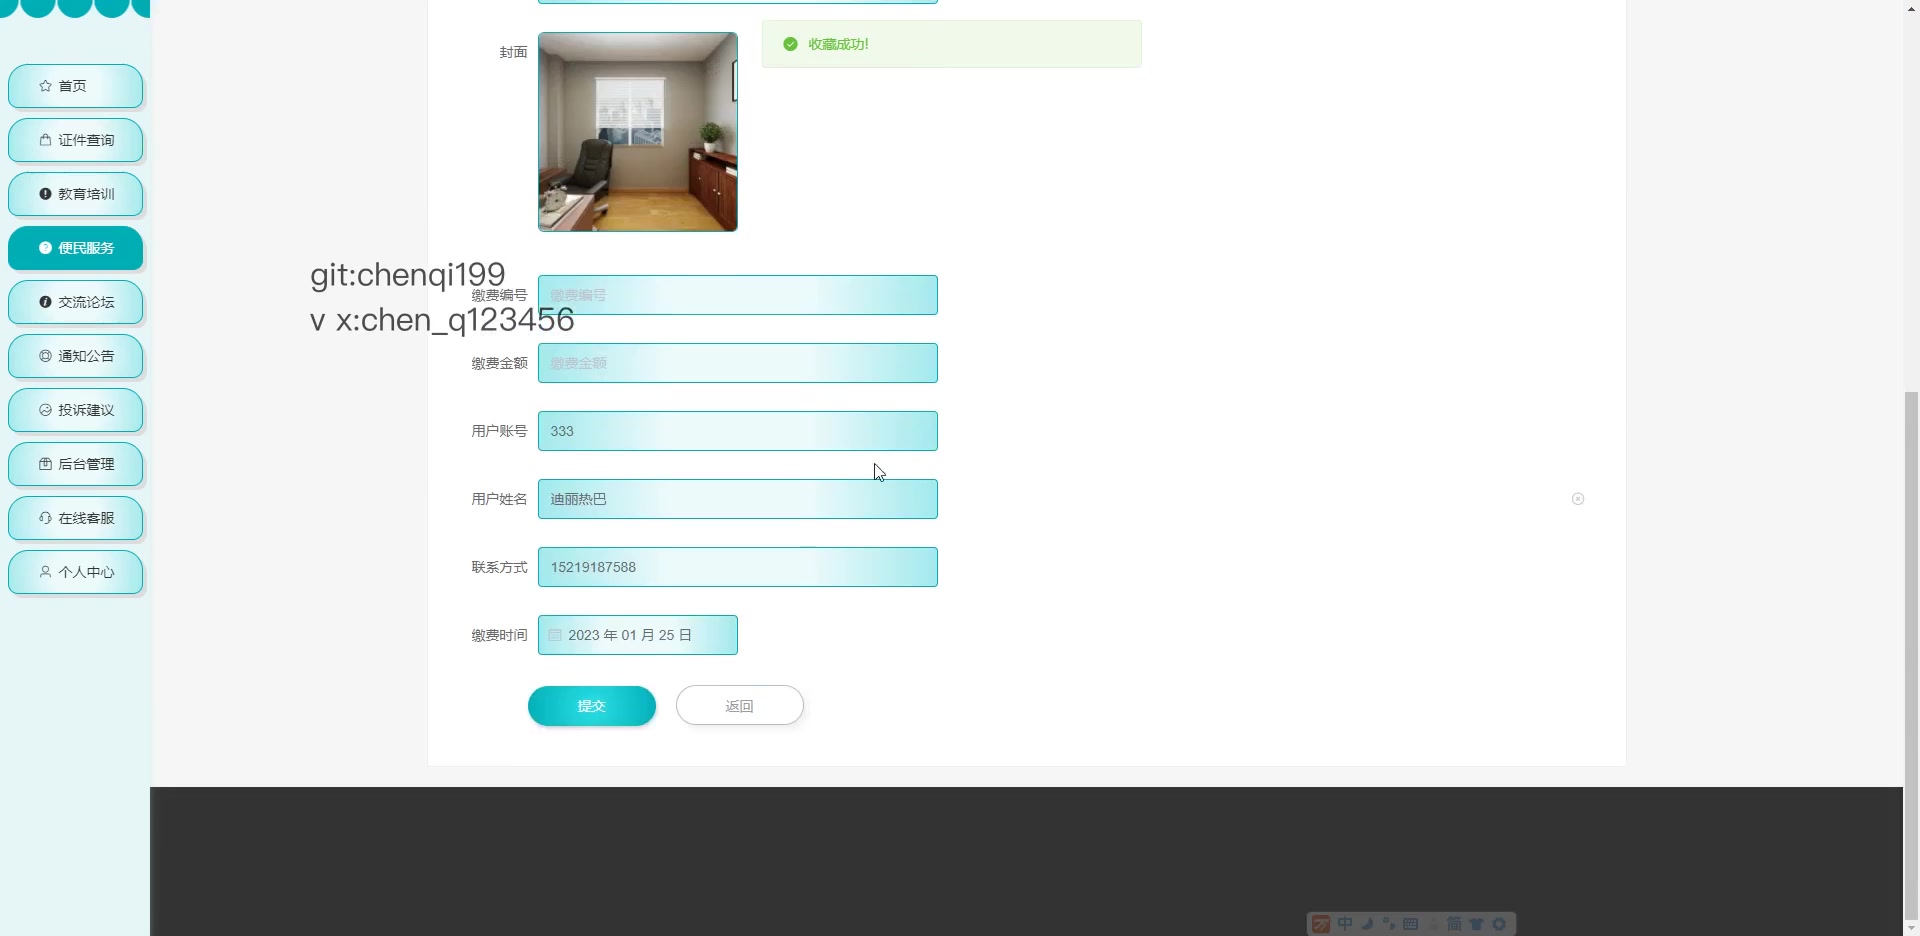 首页
证件查询
教育培训
便民服务
交流论坛
通知公告
投诉建议
后台管理
在线客服
个人中心
封面
收藏成功!
git:chenqi199
v x:chen_q123456
缴费编号 缴费编号
缴费金额 缴费金额
用户账号 333
用户姓名 迪丽热巴
联系方式 15219187588
缴费时间 2023 年 01 月 25 日
提交 返回
中 简